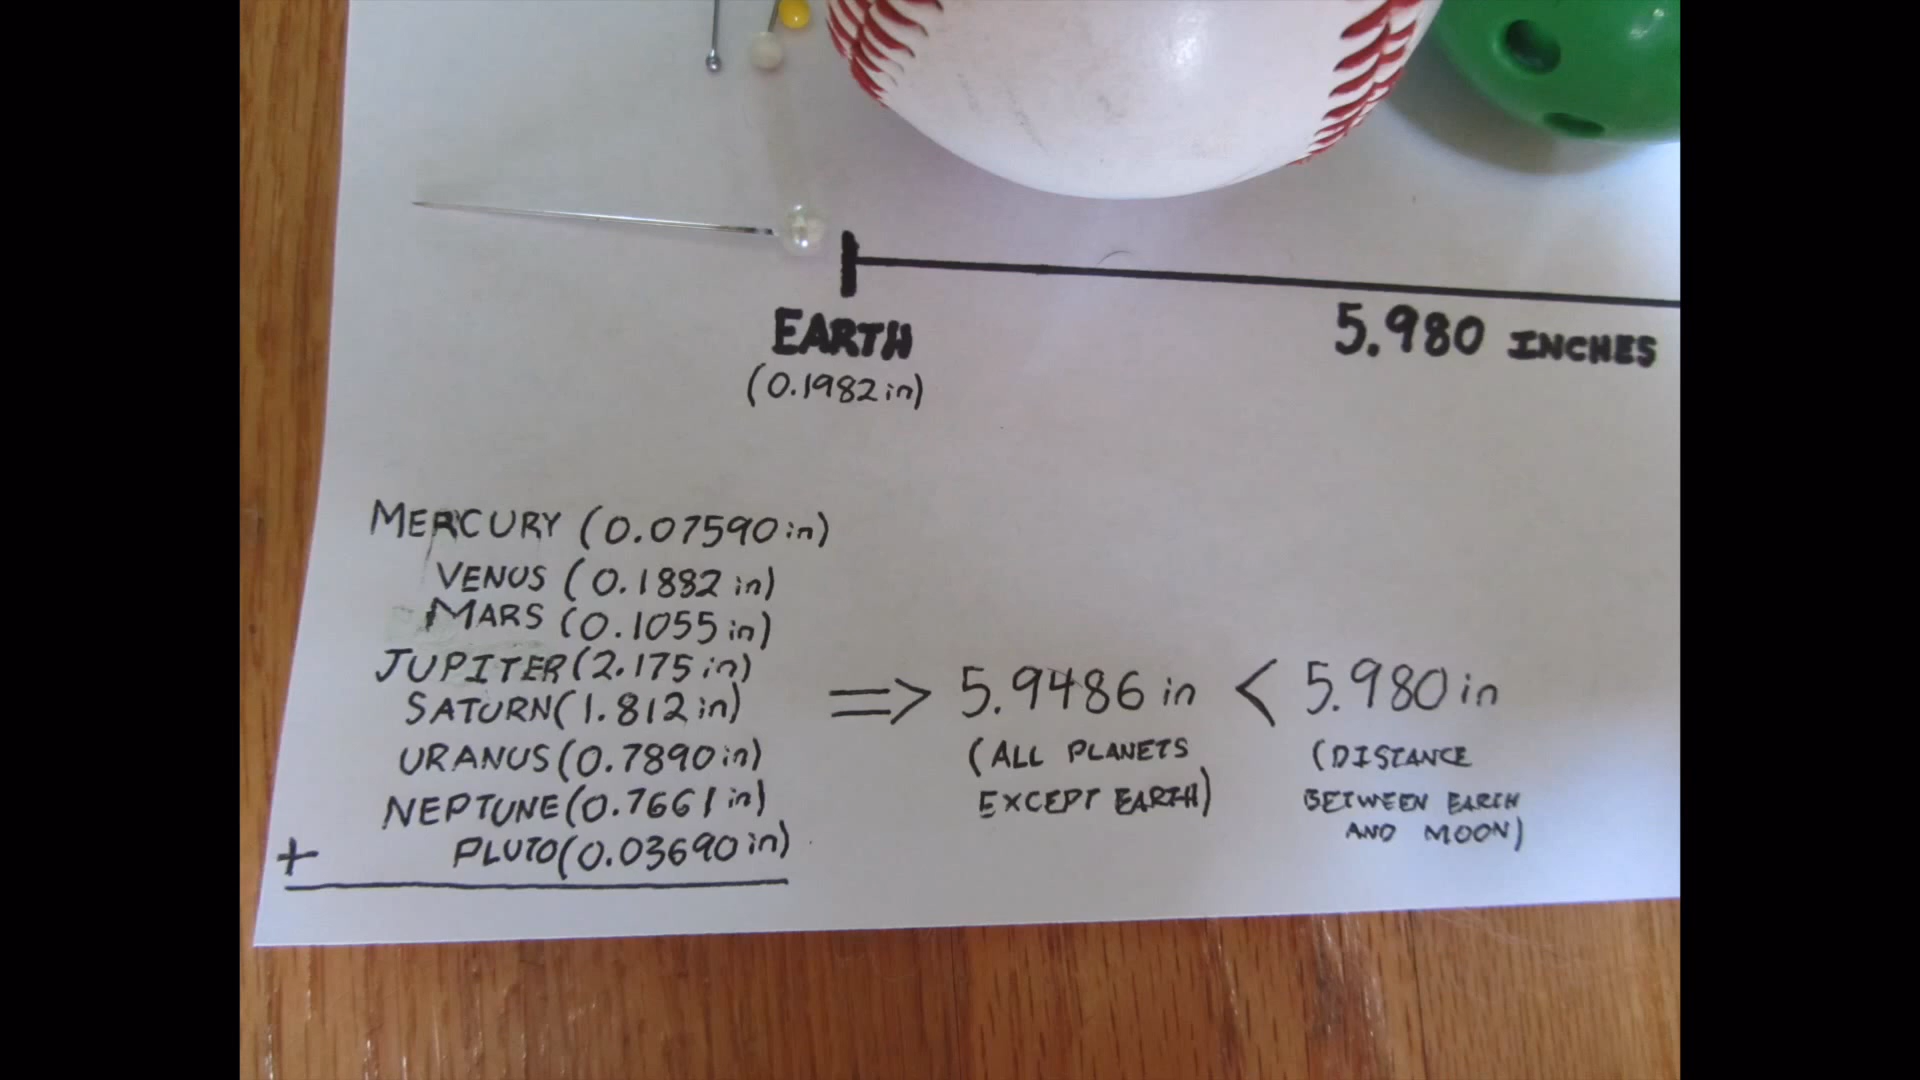 EARTH
(0.1982 in)
5.980 INCHES
MERCURY (0.07590 in)
VENUS (0.1882 in)
MARS (0.1055 in)
JUPITER (2.175 in)
SATURN (1.812 in)
URANUS (0.7890 in)
NEPTUNE (0.7661 in)
+ PLUTO (0.03690 in)
=> 5.9486 in < 5.980 in
(ALL PLANETS
EXCEPT EARTH)
(DISTANCE
BETWEEN EARTH
AND MOON)